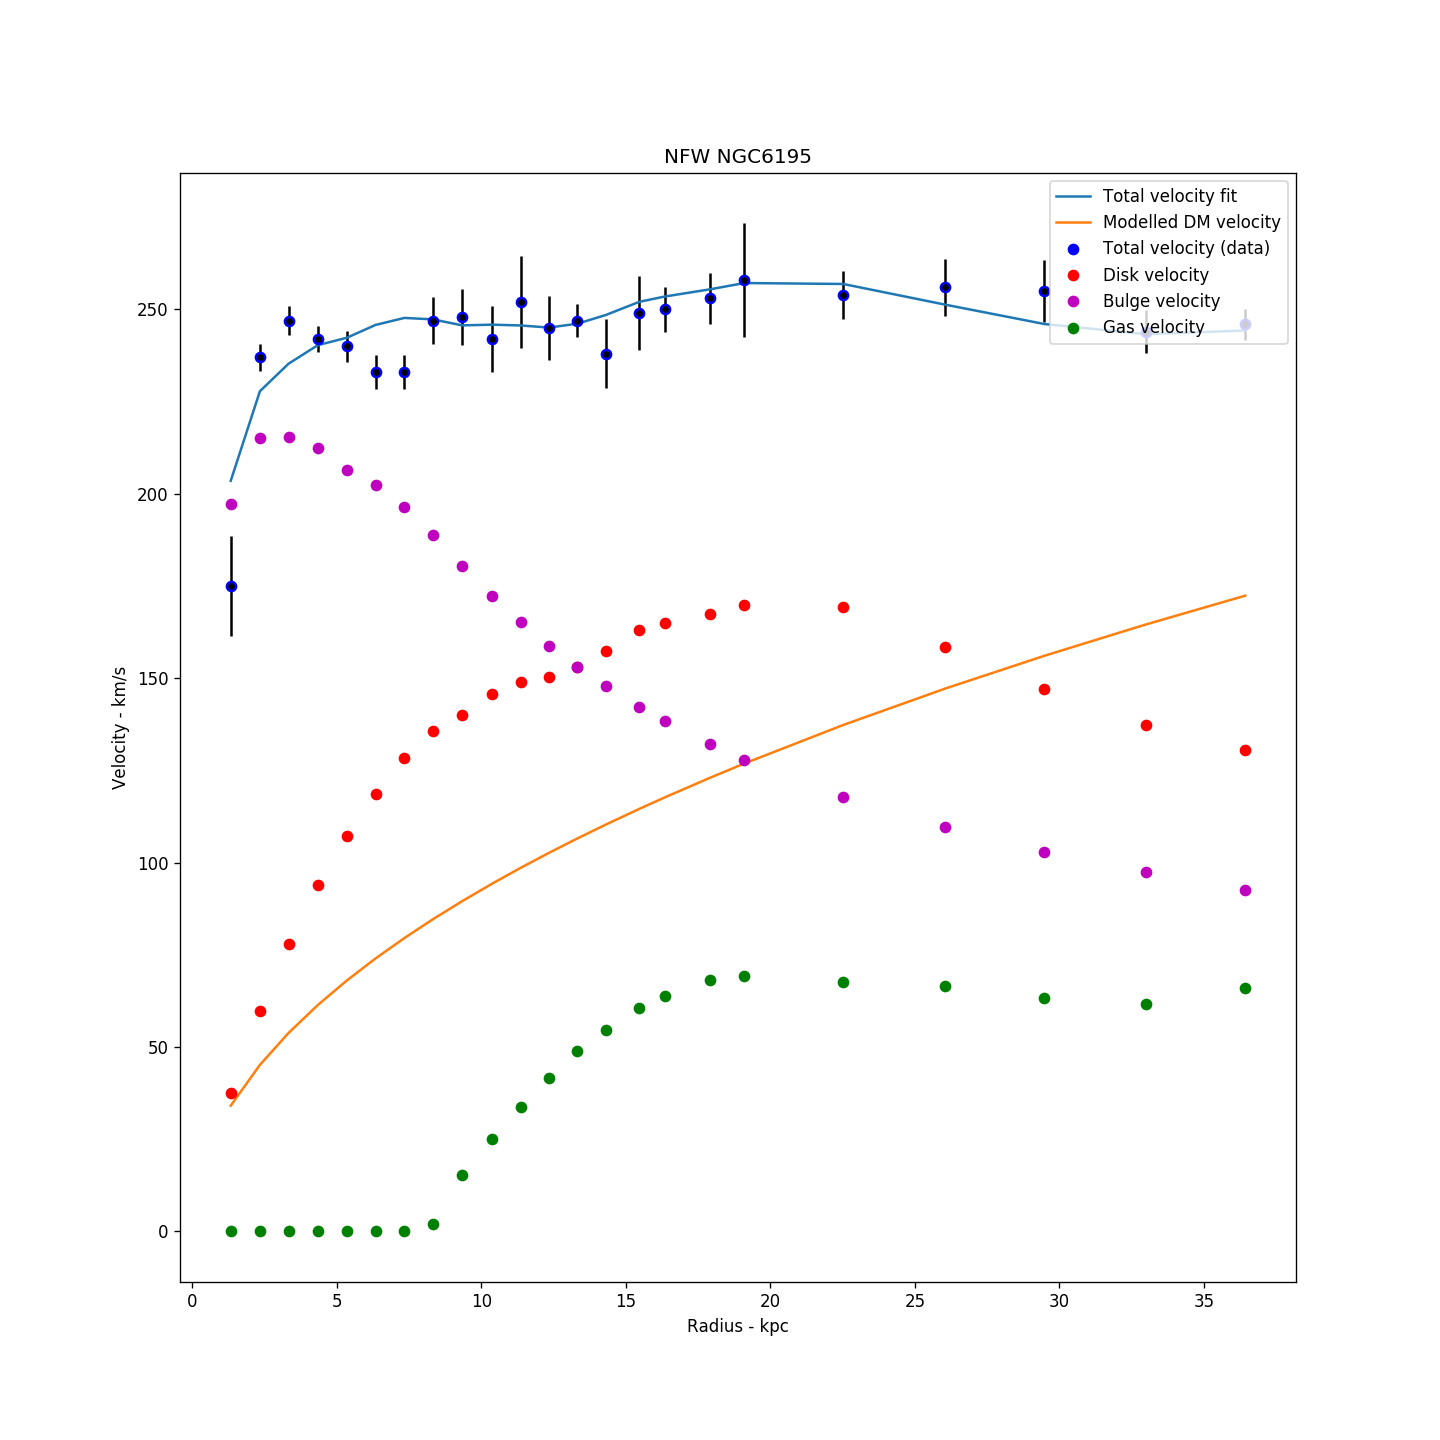 NFW NGC6195
Total velocity fit
Modelled DM velocity
Total velocity (data)
Disk velocity
Bulge velocity
Gas velocity
250
200
150
100
50
0
Velocity - km/s
0 5 10 15 20 25 30 35
Radius - kpc